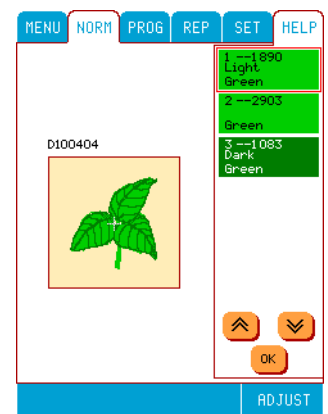 MENU NORM PROG REP SET HELP
1 --1890
Light
Green
2 --2903
Green
3 --1083
Dark
Green
D100404
OK
ADJUST